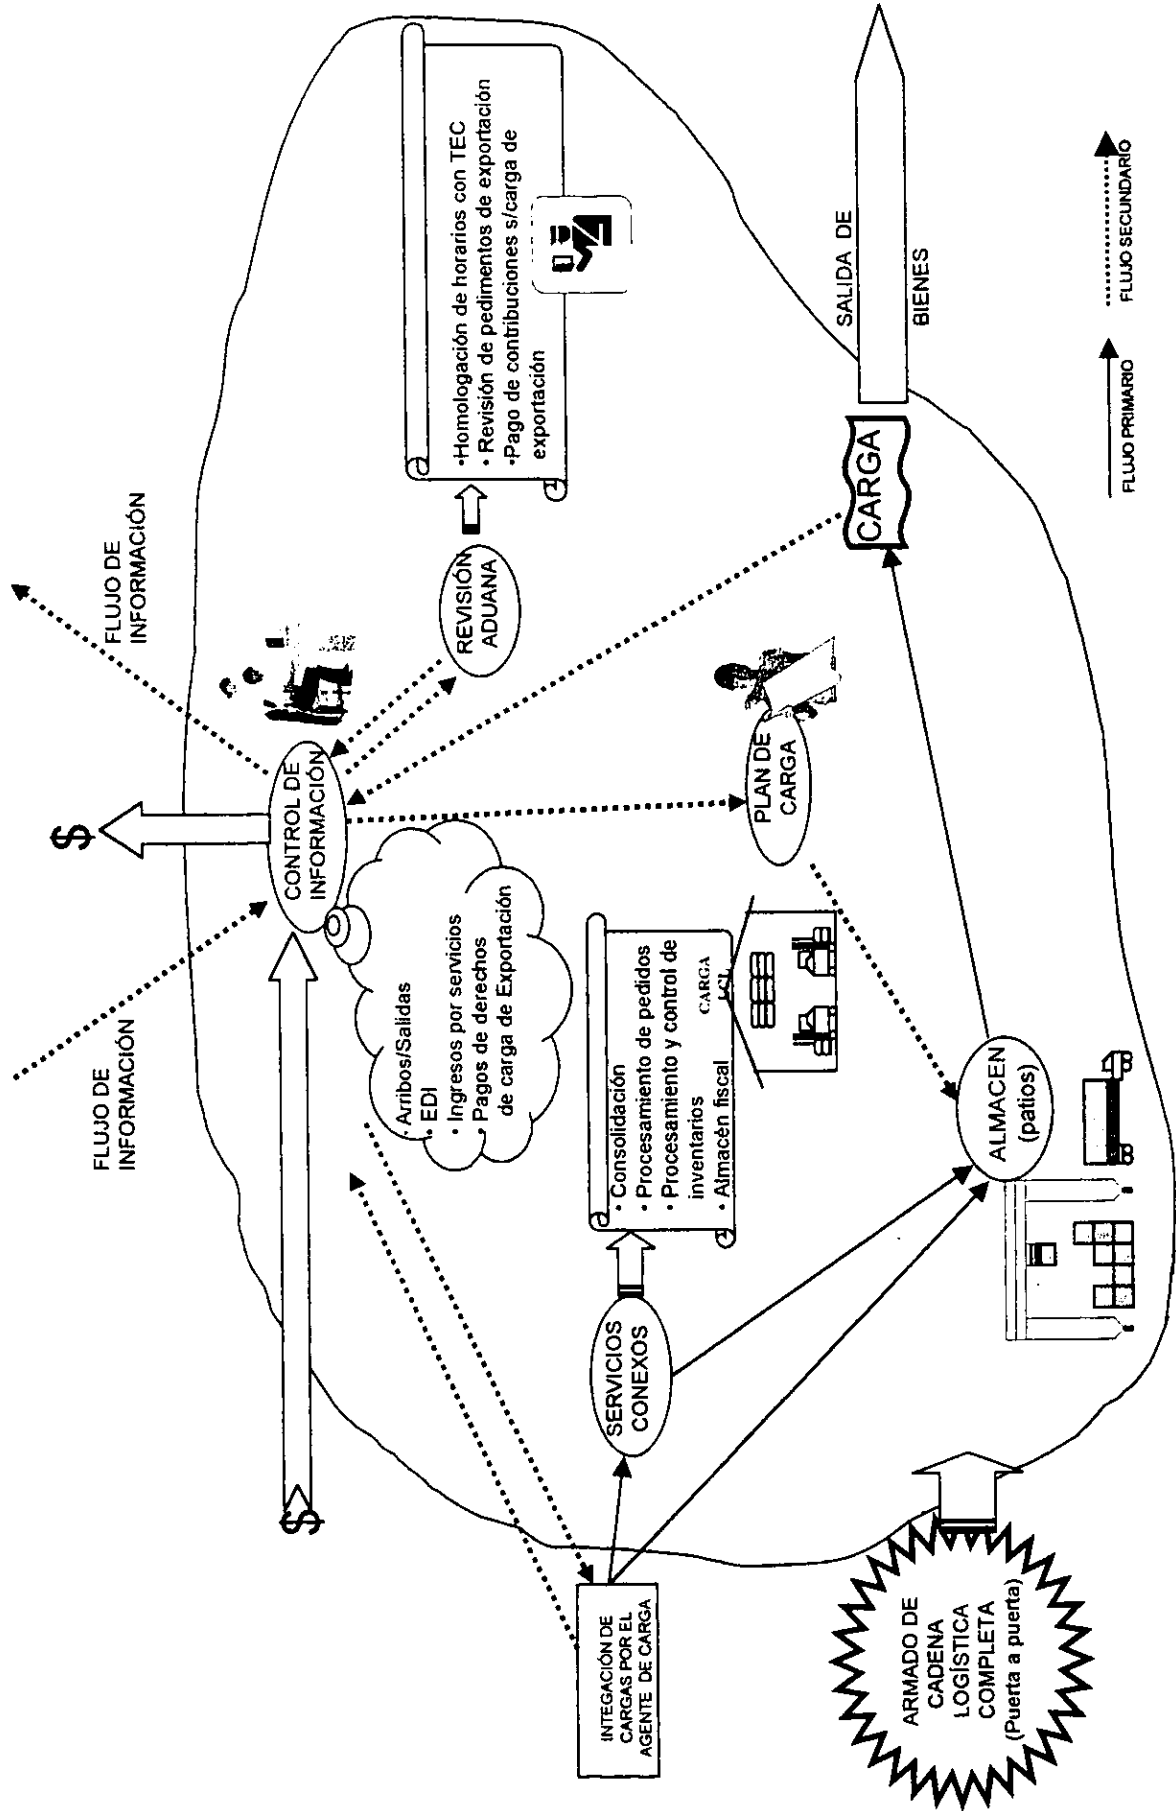 FLUJO DE
INFORMACIÓN
$
FLUJO DE
INFORMACIÓN
$
CONTROL DE
INFORMACIÓN
· Arribos/Salidas
· EDI
· Ingresos por servicios
· Pagos de derechos
de carga de Exportación
REVISIÓN
ADUANA
·Homologación de horarios con TEC
· Revisión de pedimentos de exportación
·Pago de contribuciones s/carga de
exportación
INTEGACIÓN DE
CARGAS POR EL
AGENTE DE CARGA
SERVICIOS
CONEXOS
· Consolidación
· Procesamiento de pedidos
· Procesamiento y control de
inventarios
· Almacén fiscal
CARGA
LCL
PLAN DE
CARGA
CARGA
SALIDA DE
BIENES
ARMADO DE
CADENA
LOGÍSTICA
COMPLETA
(Puerta a puerta)
ALMACEN
(patios)
FLUJO PRIMARIO
FLUJO SECUNDARIO